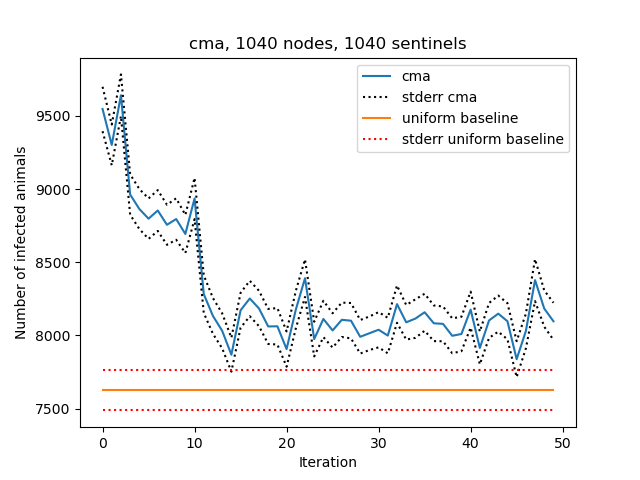 cma, 1040 nodes, 1040 sentinels
cma
stderr cma
uniform baseline
stderr uniform baseline
Number of infected animals
9500
9000
8500
8000
7500
0 10 20 30 40 50
Iteration